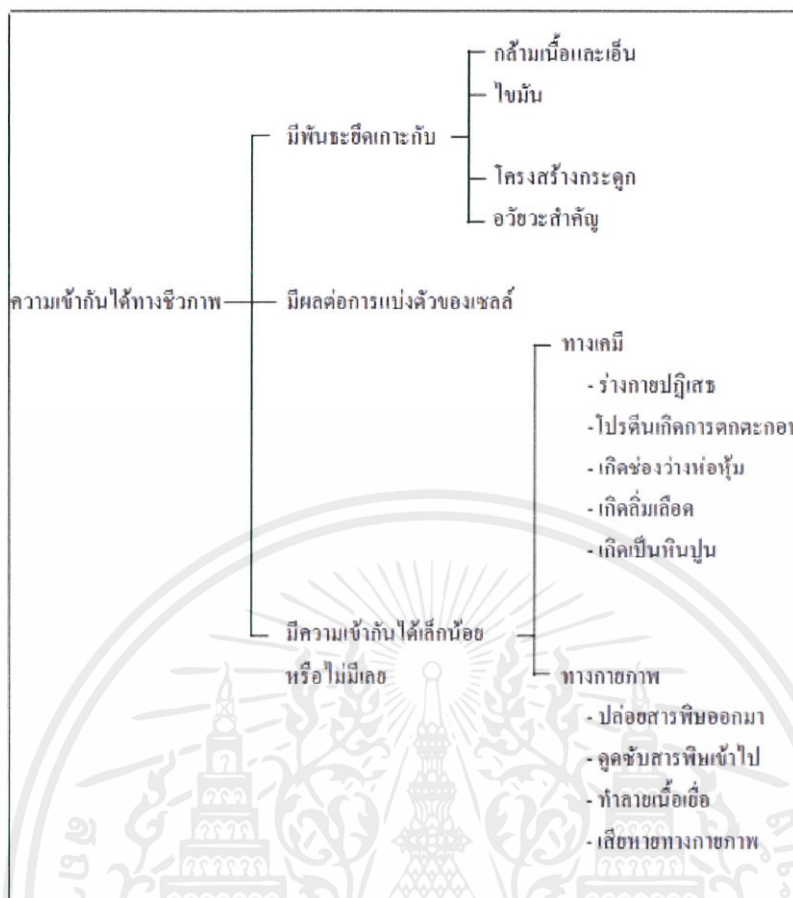 กล้ามเนื้อและเอ็น
ไขมัน
มีพันธะยึดเกาะกับ
โครงสร้างกระดูก
อวัยวะสำคัญ
ความเข้ากันได้ทางชีวภาพ
มีผลต่อการแบ่งตัวของเซลล์
ทางเคมี
- ร่างกายปฏิเสธ
-โปรตีนเกิดการตกตะกอน
- เกิดช่องว่างห่อหุ้ม
- เกิดลิ่มเลือด
- เกิดเป็นหินปูน
มีความเข้ากันได้เล็กน้อย
หรือไม่มีเลย
ทางกายภาพ
- ปล่อยสารพิษออกมา
- ดูดซับสารพิษเข้าไป
- ทำลายเนื้อเยื่อ
- เสียหายทางกายภาพ